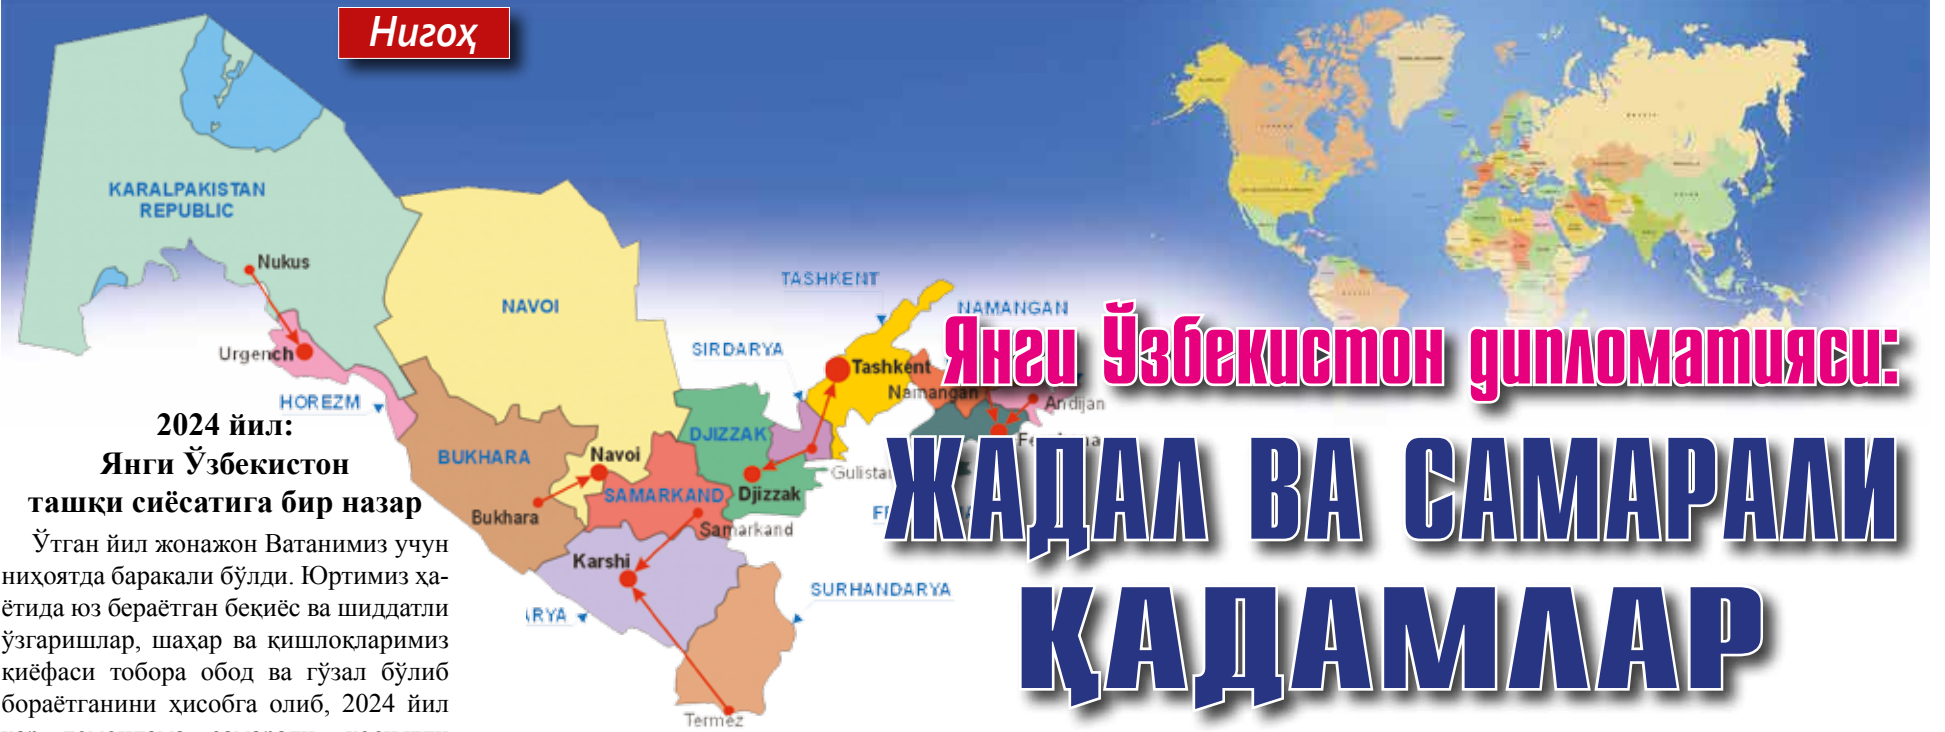 Нигоҳ
KARALPAKISTAN
REPUBLIC
Nukus
NAVOI
TASHKENT
NAMANGAN
Urgench
SIRDARYA
Tashkent
Namangan
Andijan
HOREZM
DJIZZAK
BUKHARA
Navoi
SAMARKAND
Djizzak
Bukhara
Samarkand
Karshi
SURHANDARYA
Termez
Янги Ўзбекистон дипломатияси:
ЖАДАЛ ВА САМАРАЛИ
ҚАДАМЛАР
2024 йил:
Янги Ўзбекистон
ташқи сиёсатига бир назар
Ўтган йил жонажон Ватанимиз учун
ниҳоятда баракали бўлди. Юртимиз ҳа-
ётида юз бераётган беқиёс ва шиддатли
ўзгаришлар, шаҳар ва қишлоқларимиз
қиёфаси тобора обод ва гўзал бўлиб
бораётганини ҳисобга олиб, 2024 йил